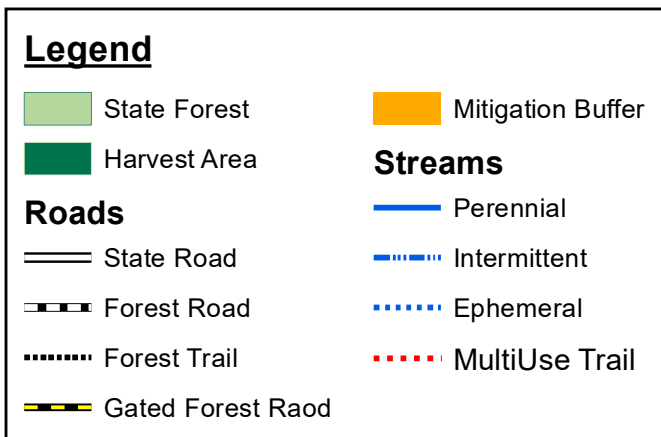 Legend
State Forest
Harvest Area
Roads
State Road
Forest Road
Forest Trail
Gated Forest Raod
Mitigation Buffer
Streams
Perennial
Intermittent
Ephemeral
MultiUse Trail